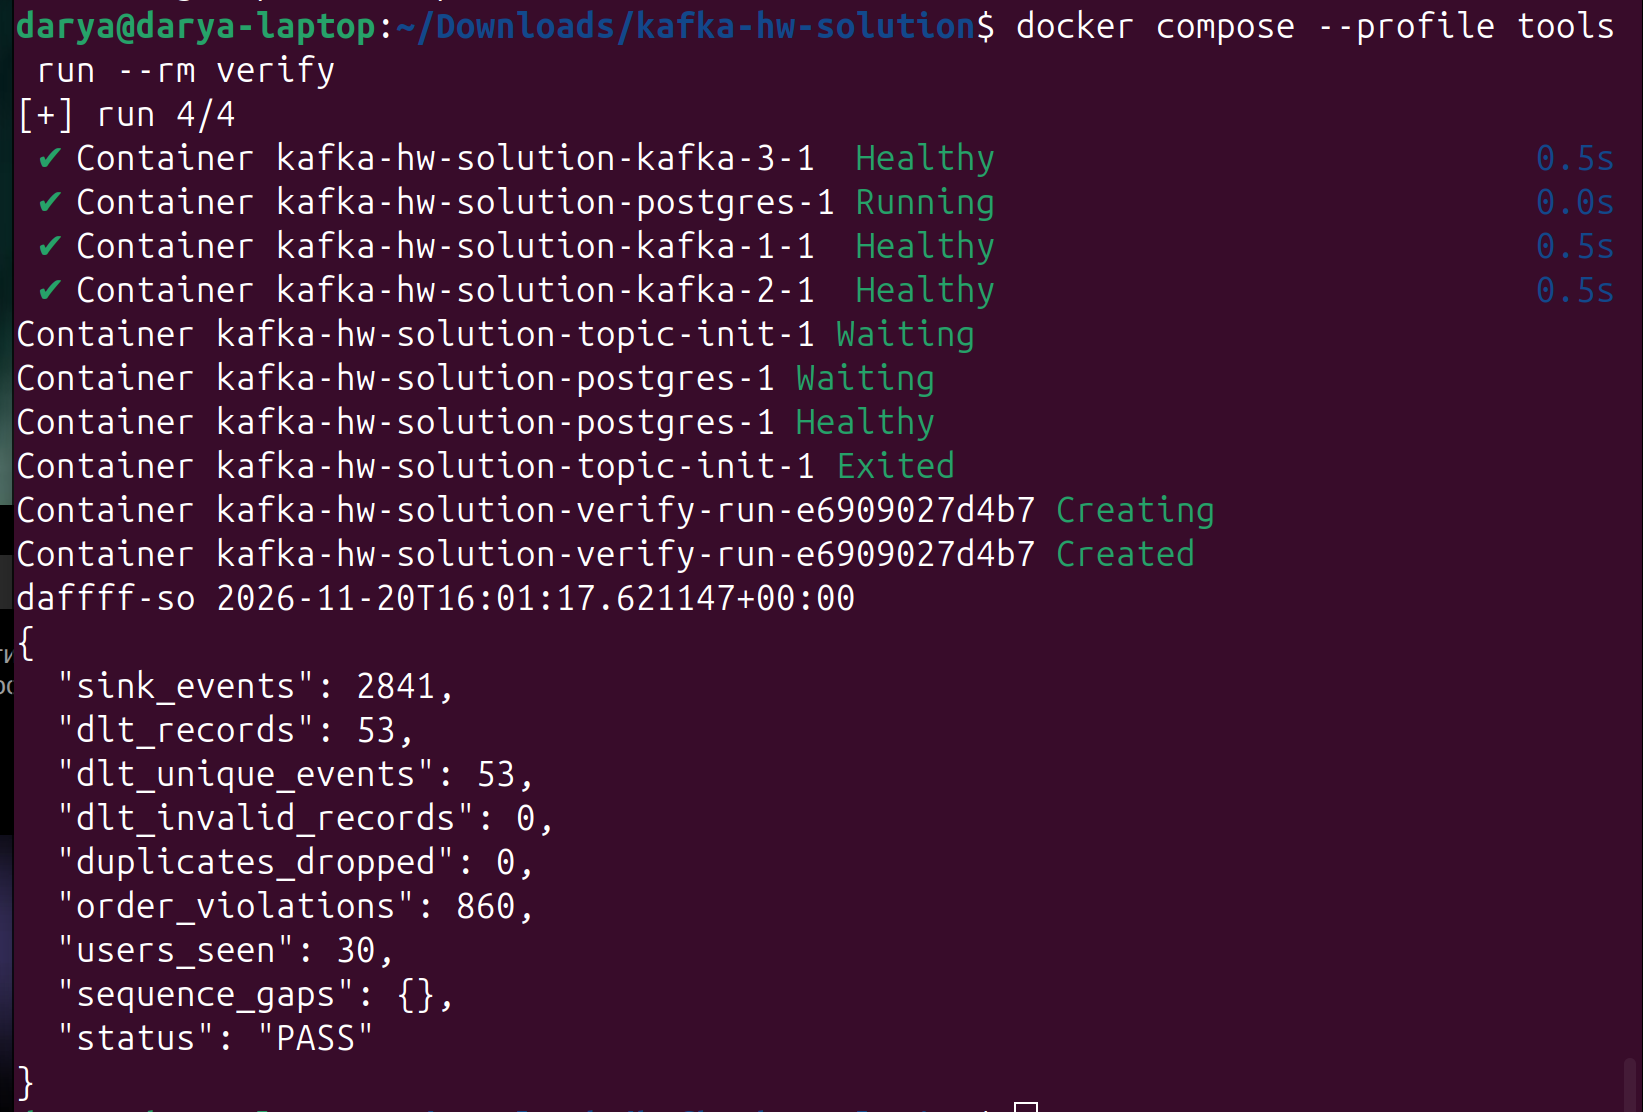 darya@darya-laptop:~/Downloads/kafka-hw-solution$ docker compose --profile tools
 run --rm verify
[+] run 4/4
 ✔ Container kafka-hw-solution-kafka-3-1  Healthy 0.5s
 ✔ Container kafka-hw-solution-postgres-1 Running 0.0s
 ✔ Container kafka-hw-solution-kafka-1-1  Healthy 0.5s
 ✔ Container kafka-hw-solution-kafka-2-1  Healthy 0.5s
Container kafka-hw-solution-topic-init-1 Waiting
Container kafka-hw-solution-postgres-1 Waiting
Container kafka-hw-solution-postgres-1 Healthy
Container kafka-hw-solution-topic-init-1 Exited
Container kafka-hw-solution-verify-run-e6909027d4b7 Creating
Container kafka-hw-solution-verify-run-e6909027d4b7 Created
daffff-so 2026-11-20T16:01:17.621147+00:00
{
  "sink_events": 2841,
  "dlt_records": 53,
  "dlt_unique_events": 53,
  "dlt_invalid_records": 0,
  "duplicates_dropped": 0,
  "order_violations": 860,
  "users_seen": 30,
  "sequence_gaps": {},
  "status": "PASS"
}